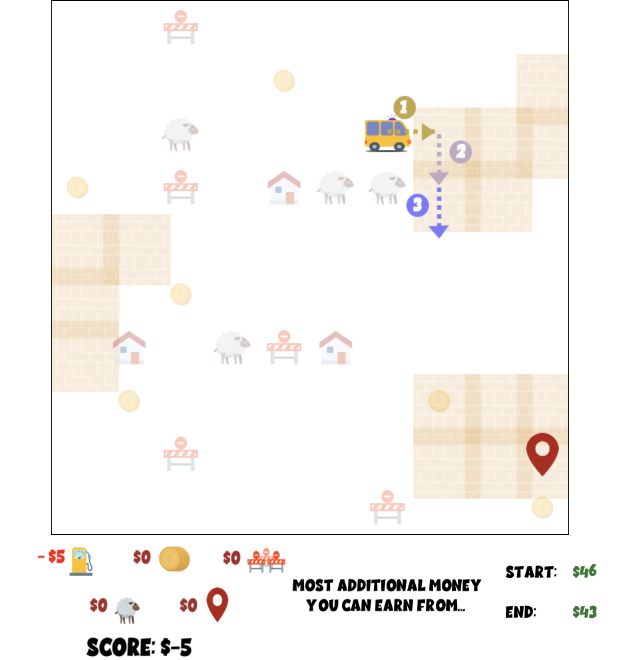 1
2
3
- $5 $0 $0
$0 $0
SCORE: $-5
MOST ADDITIONAL MONEY
YOU CAN EARN FROM...
START: $46
END: $43